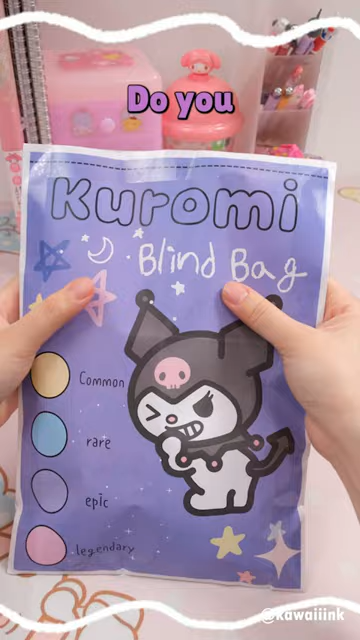 Do you
Kuromi
Blind Bag
Common
rare
epic
legendary
@kawaiiink